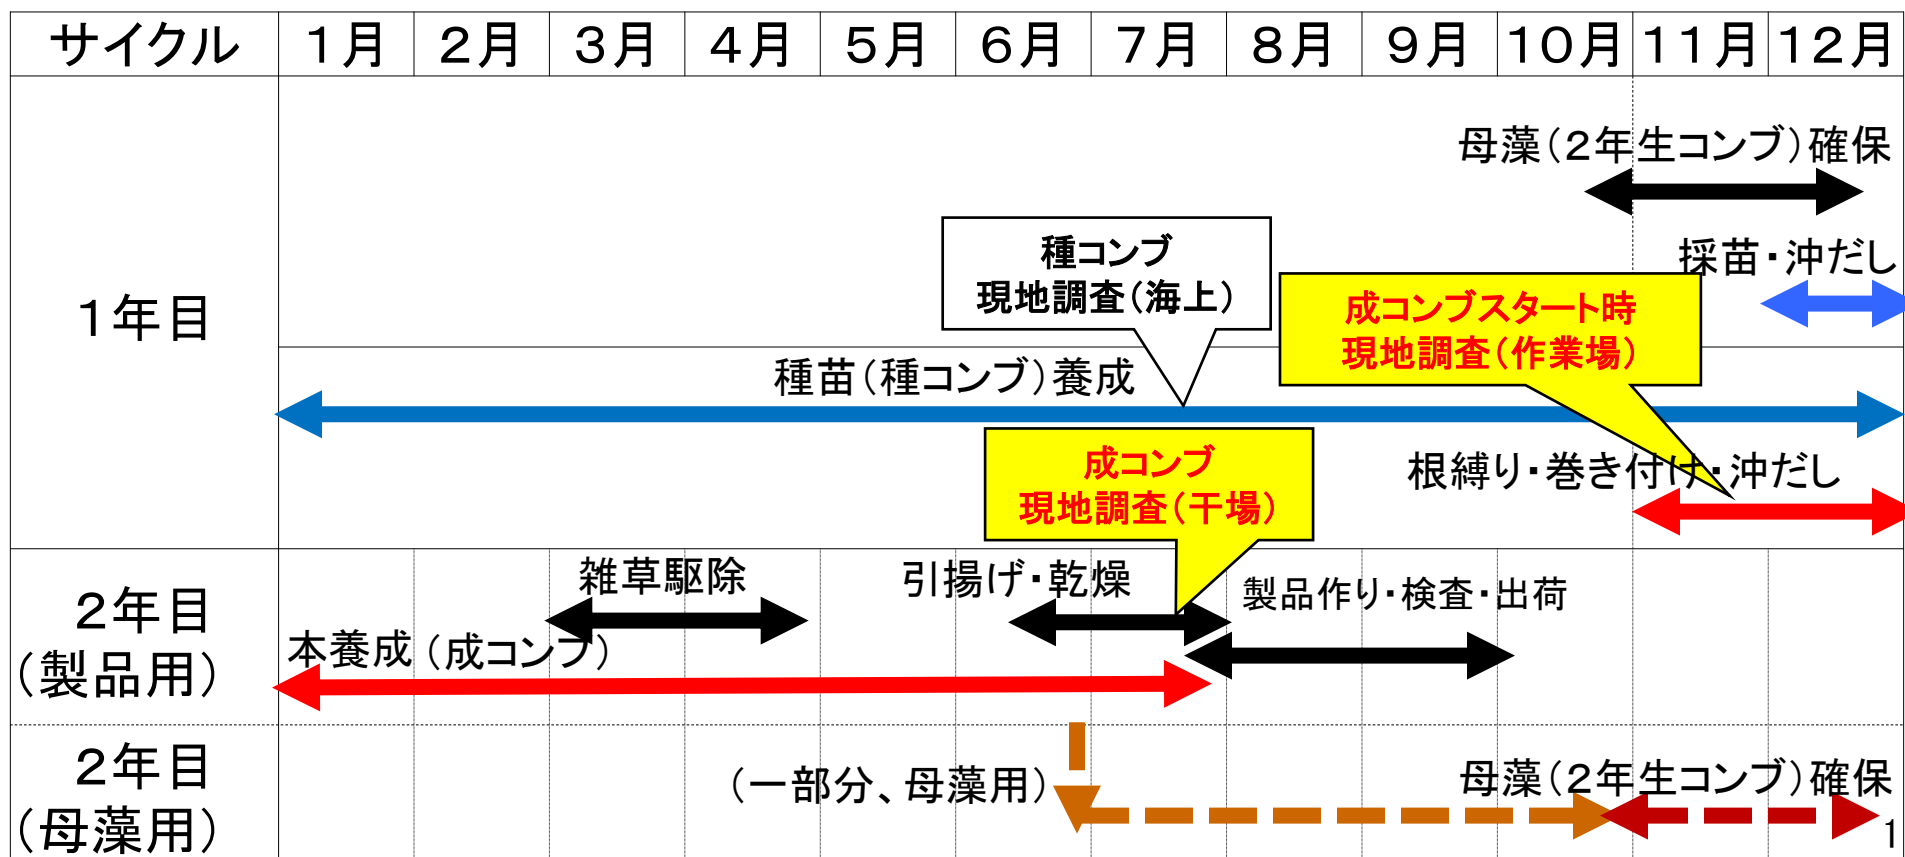 サイクル １月 ２月 ３月 ４月 ５月 ６月 ７月 ８月 ９月 １０月 １１月 １２月
母藻（２年生コンブ）確保
採苗・沖だし
種コンブ
現地調査（海上）
成コンブスタート時
現地調査（作業場）
１年目
種苗（種コンブ）養成
成コンブ
現地調査（干場）
根縛り・巻き付け・沖だし
雑草駆除
引揚げ・乾燥
製品作り・検査・出荷
２年目
（製品用）
本養成（成コンブ）
２年目
（母藻用）
（一部分、母藻用）
母藻（２年生コンブ）確保
1